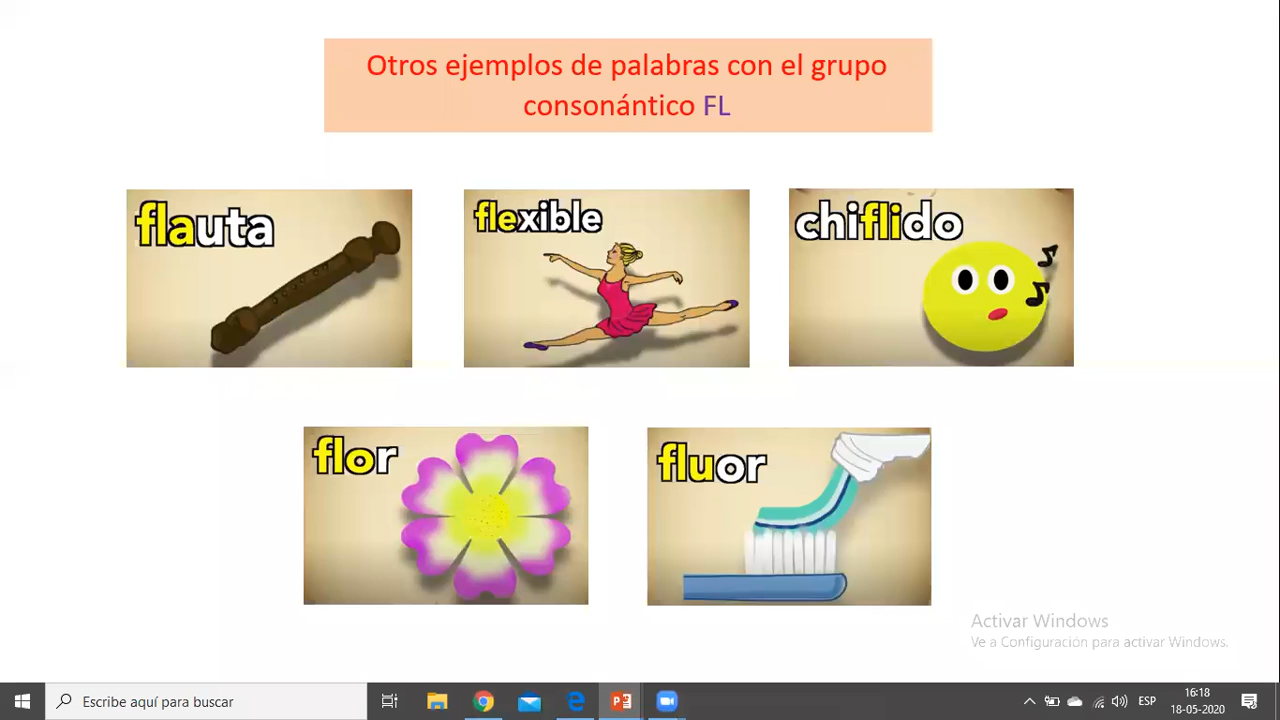 Otros ejemplos de palabras con el grupo
consonántico FL
flauta
flexible
chiflido
flor
fluor
Activar Windows
Ve a Configuración para activar Windows.
Escribe aquí para buscar
ESP
16:18
18-05-2020